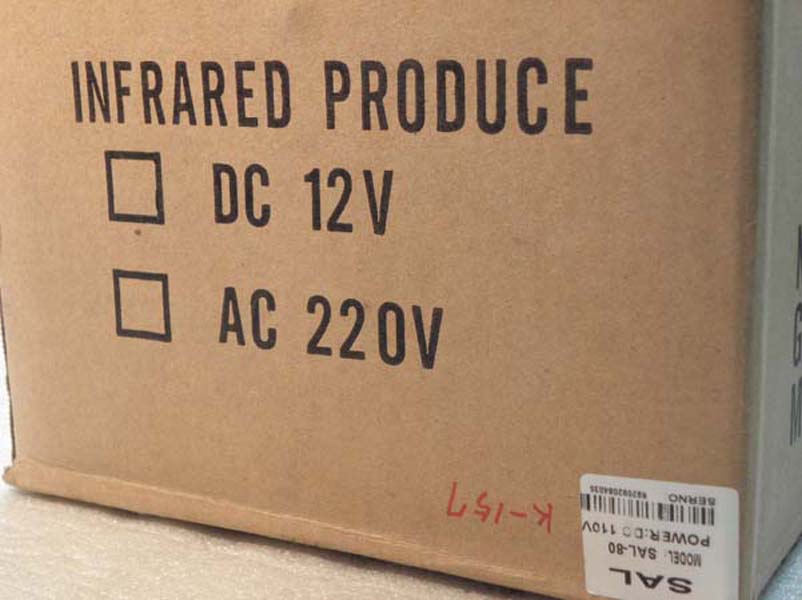 INFRARED PRODUCE
DC 12V
AC 220V
K-157
SAL
MODEL: SAL-80
POWER:DC 110V
SERNO